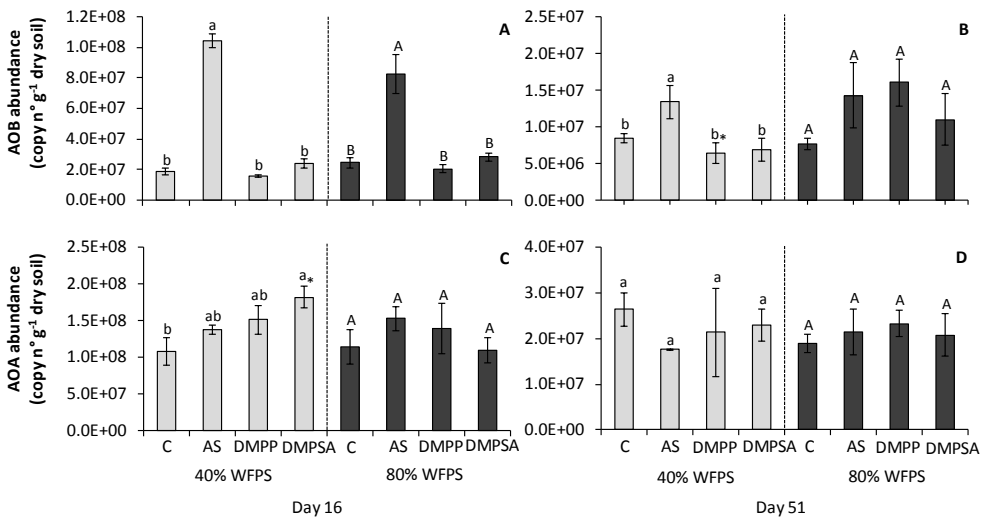 AOB abundance
(copy n° g⁻¹ dry soil)
1.2E+08
1.0E+08
8.0E+07
6.0E+07
4.0E+07
2.0E+07
0.0E+00
b
a
b
b
B
A
B
B
A
2.5E+07
2.0E+07
1.5E+07
1.0E+07
5.0E+06
0.0E+00
b
a
b*
b
A
A
A
A
B
AOA abundance
(copy n° g⁻¹ dry soil)
2.0E+08
1.5E+08
1.0E+08
5.0E+07
0.0E+00
b
ab
ab
a*
A
A
A
A
C
4.0E+07
3.0E+07
2.0E+07
1.0E+07
0.0E+00
a
a
a
a
A
A
A
A
D
C AS DMPP DMPSA C AS DMPP DMPSA
C AS DMPP DMPSA C AS DMPP DMPSA
40% WFPS 80% WFPS
40% WFPS 80% WFPS
Day 16
Day 51